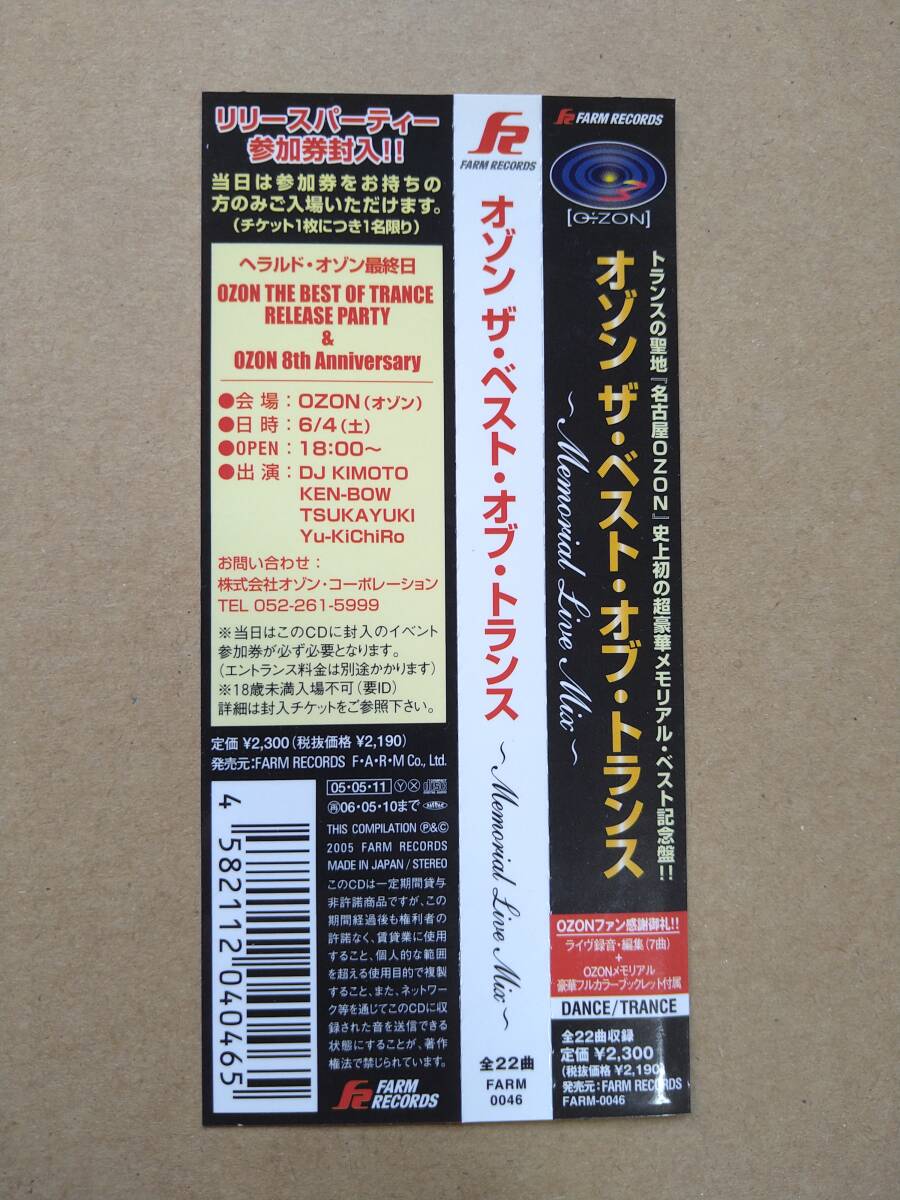 リリースパーティー
参加券封入!!
当日は参加券をお持ちの
方のみご入場いただけます。
(チケット1枚につき1名限り)
ヘラルド・オゾン最終日
OZON THE BEST OF TRANCE
RELEASE PARTY
&
OZON 8th Anniversary
●会場:OZON(オゾン)
●日時:6/4(土)
●OPEN:18:00〜
●出演:DJ KIMOTO
KEN-BOW
TSUKAYUKI
Yu-KiChiRo
お問い合わせ:
株式会社オゾン・コーポレーション
TEL 052-261-5999
※当日はこのCDに封入のイベント
参加券が必ず必要となります。
(エントランス料金は別途かかります)
※18歳未満入場不可(要ID)
詳細は封入チケットをご参照下さい。
定価 ¥2,300(税抜価格 ¥2,190)
発売元:FARM RECORDS F・A・R・M Co., Ltd.
4582112040465
05・05・11 Ⓨ Ⓧ
再06・05・10まで
THIS COMPILATION Ⓟ&Ⓒ
2005 FARM RECORDS
MADE IN JAPAN/STEREO
このCDは一定期間貸与
非許諾商品ですが、この
期間経過後も権利者の
許諾なく、賃貸業に使用
すること、個人的な範囲
を超える使用目的で複製
すること、また、ネットワー
ク等を通じてこのCDに収
録された音を送信できる
状態にすることが、著作
権法で禁じられています。
FARM
RECORDS
FARM RECORDS
オゾン ザ・ベスト・オブ・トランス
〜Memorial Live Mix〜
全22曲
FARM
0046
FARM RECORDS
[O-ZON]
トランスの聖地『名古屋OZON』史上初の超豪華メモリアル・ベスト記念盤!!
オゾン ザ・ベスト・オブ・トランス
〜Memorial Live Mix〜
OZONファン感謝御礼!!
ライヴ録音・編集(7曲)
+
OZONメモリアル
豪華フルカラーブックレット付属
DANCE/TRANCE
全22曲収録
定価 ¥2,300
(税抜価格 ¥2,190)
発売元:FARM RECORDS
FARM-0046